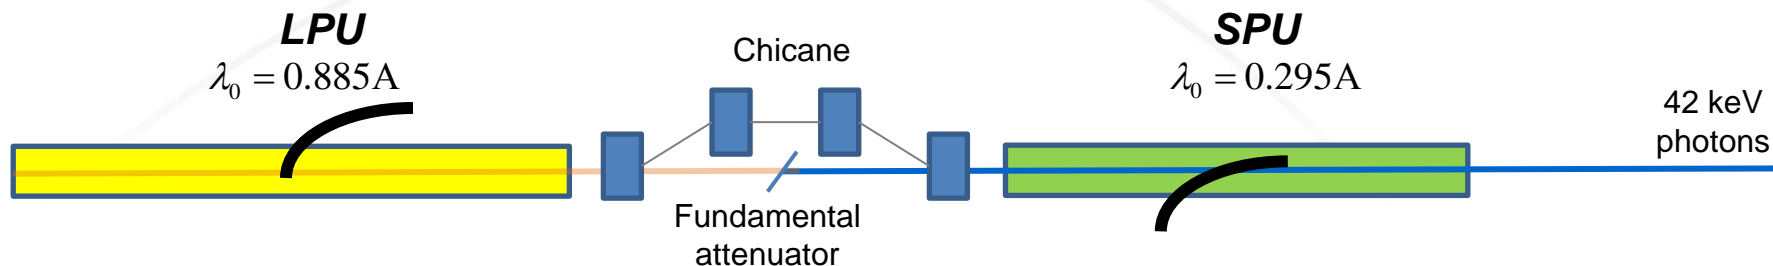 LPU
λ₀ = 0.885A
Chicane
Fundamental
attenuator
SPU
λ₀ = 0.295A
42 keV
photons